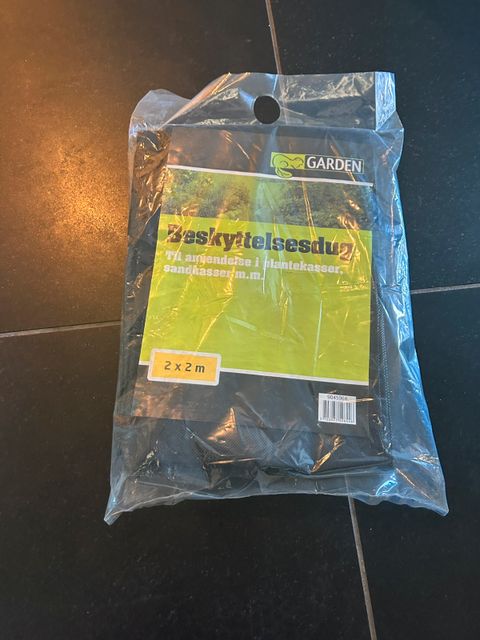 GARDEN
Beskyttelsesdug
Til anvendelse i plantekasser,
sandkasser m.m.
2 x 2 m